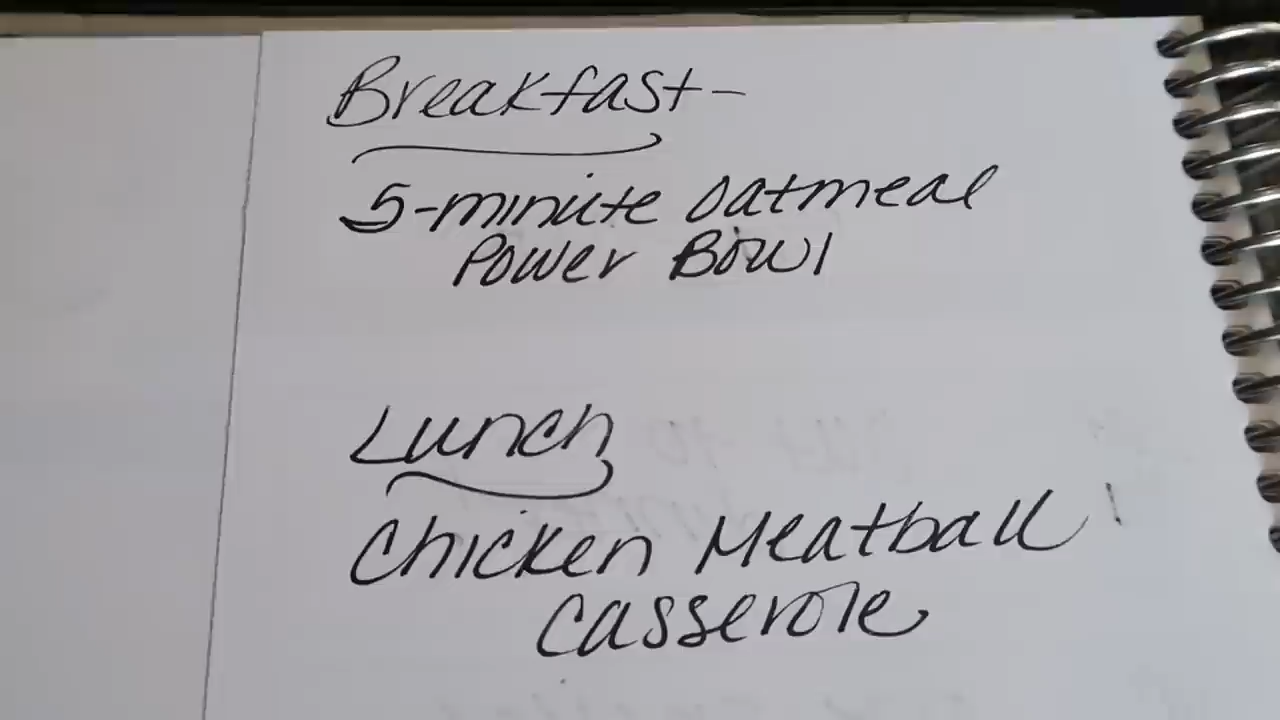 Breakfast-
5-minute oatmeal
Power Bowl
Lunch
Chicken Meatball
Casserole